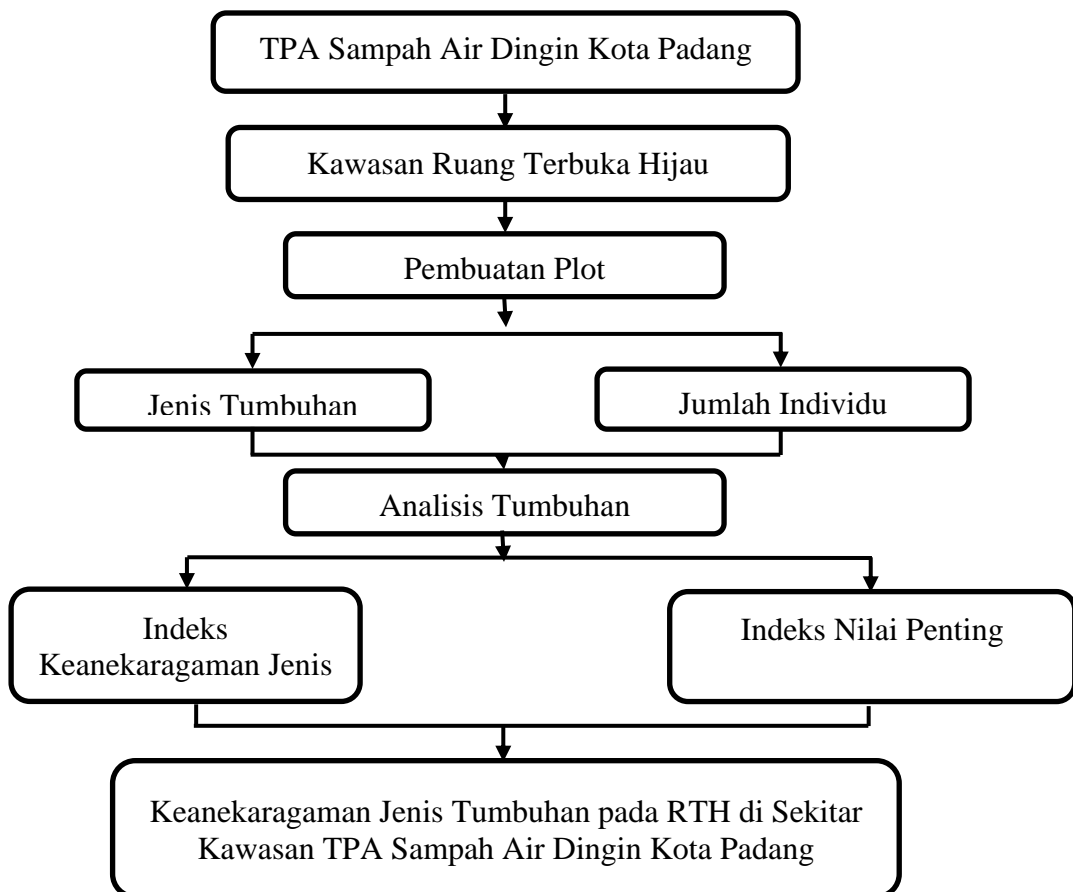 TPA Sampah Air Dingin Kota Padang
Kawasan Ruang Terbuka Hijau
Pembuatan Plot
Jenis Tumbuhan
Jumlah Individu
Analisis Tumbuhan
Indeks
Keanekaragaman Jenis
Indeks Nilai Penting
Keanekaragaman Jenis Tumbuhan pada RTH di Sekitar
Kawasan TPA Sampah Air Dingin Kota Padang